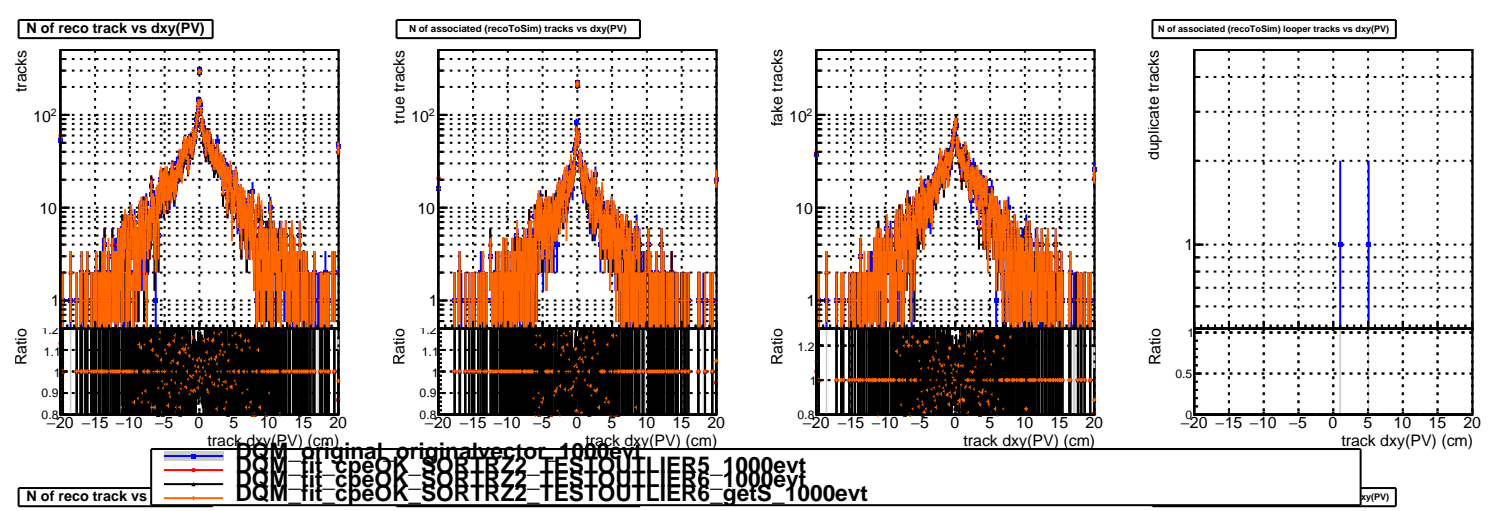 N of reco track vs dxy(PV)
tracks
10²
10
1
Ratio
1.2
1.1
1
0.9
0.8
−20 −15 −10 −5 0 5 10 15 20
track dxy(PV) (cm)
N of associated (recoToSim) tracks vs dxy(PV)
true tracks
10²
10
1
Ratio
1.2
1.1
1
0.9
0.8
−20 −15 −10 −5 0 5 10 15 20
track dxy(PV) (cm)
fake tracks
10²
10
1
Ratio
1.2
1
0.8
−20 −15 −10 −5 0 5 10 15 20
track dxy(PV) (cm)
N of associated (recoToSim) looper tracks vs dxy(PV)
duplicate tracks
1
Ratio
1
0.5
0
−20 −15 −10 −5 0 5 10 15 20
track dxy(PV) (cm)
DQM_original_originalvector_1000evt
DQM_fit_cpeOK_SORTRZ2_TESTOUTLIER5_1000evt
DQM_fit_cpeOK_SORTRZ2_TESTOUTLIER6_1000evt
DQM_fit_cpeOK_SORTRZ2_TESTOUTLIER6_getS_1000evt
N of reco track vs
xy(PV)